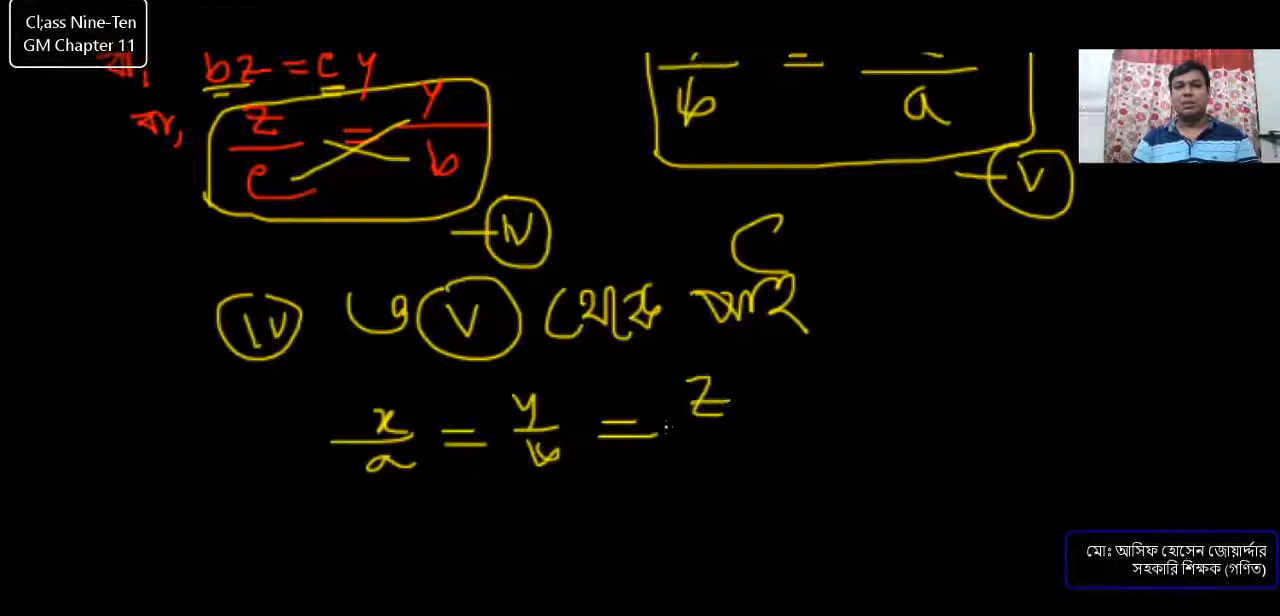 Cl;ass Nine-Ten
GM Chapter 11
বা, bz = cy
বা, z/c = y/b
iv
/b = /a
v
iv ও v থেকে পাই
x/a = y/b = z
মোঃ আসিফ হোসেন জোয়ার্দ্দার
সহকারি শিক্ষক (গণিত)